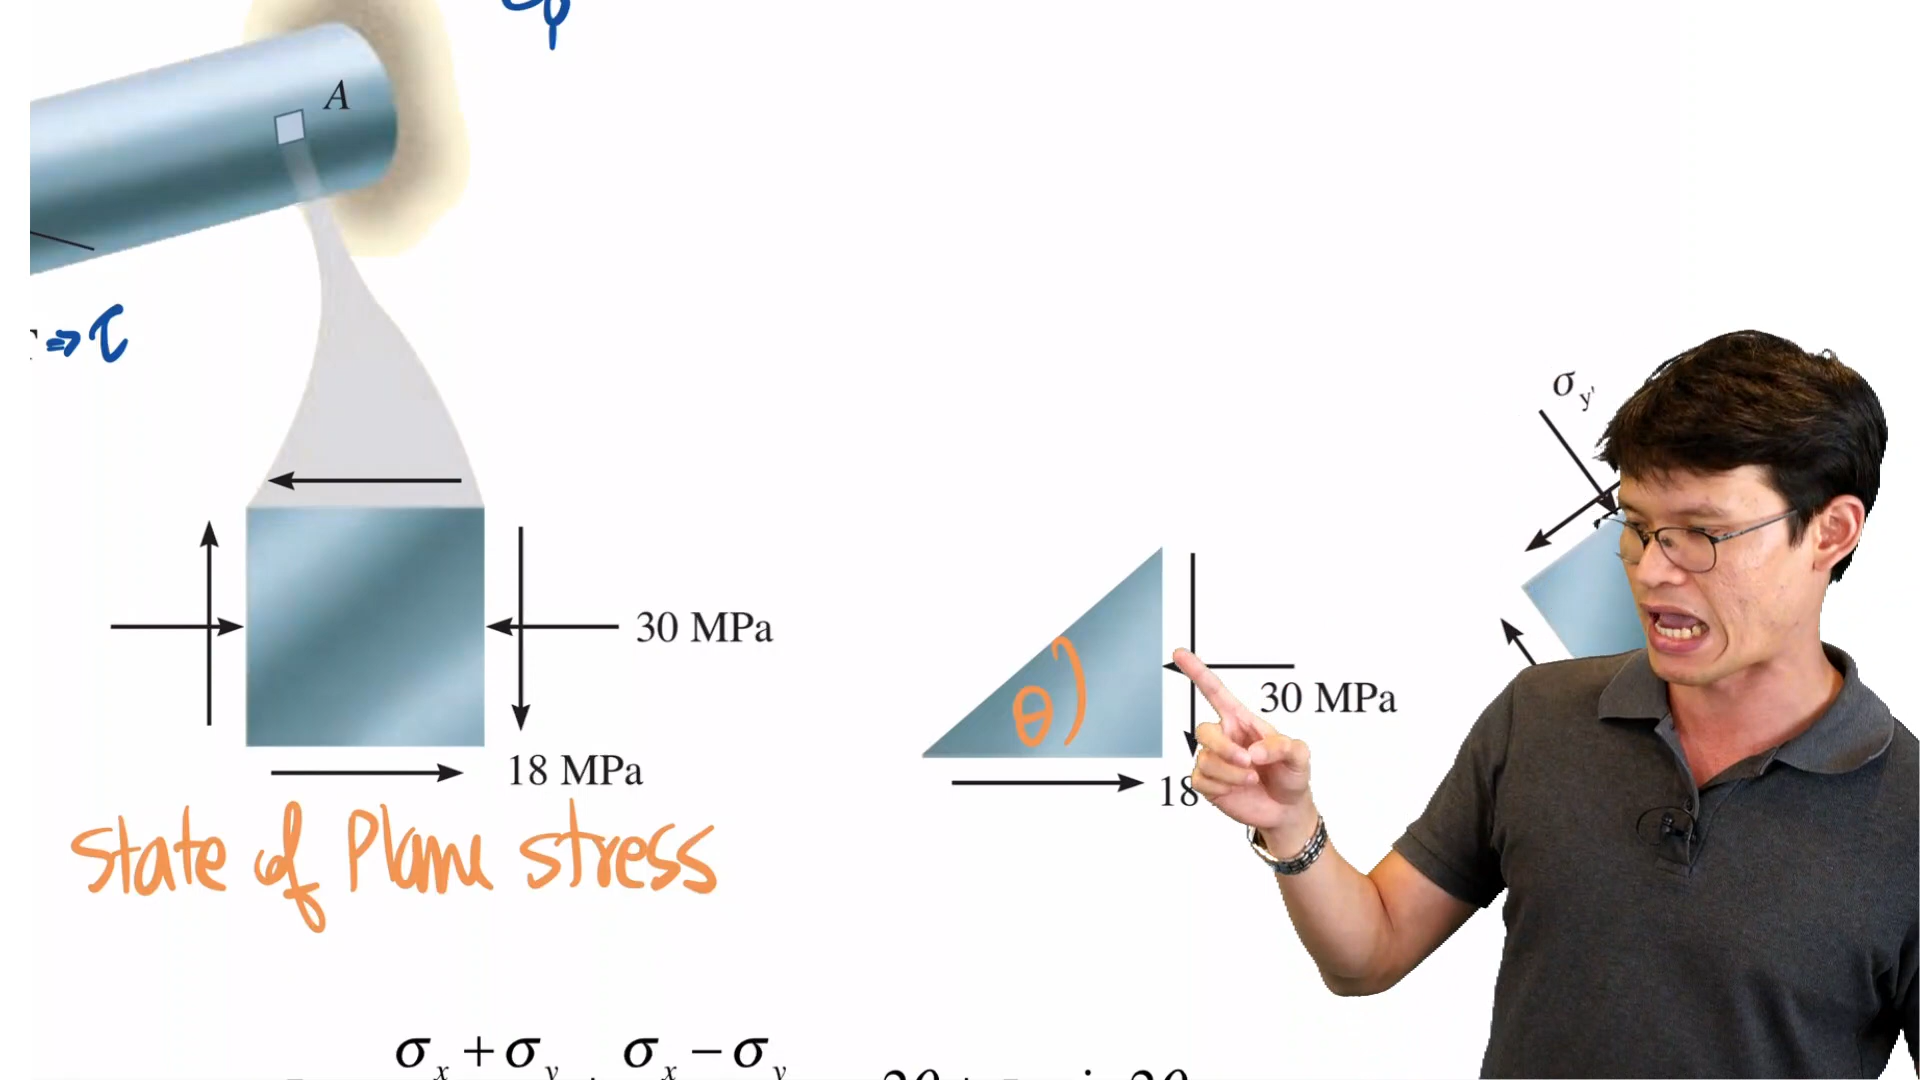 A
⇒ τ
σy'
30 MPa
θ
30 MPa
18 MPa
18
State of Plane stress
σx + σy σx − σy